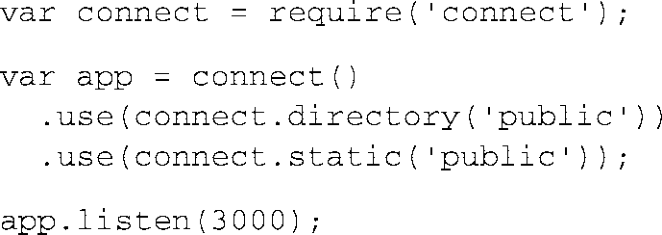 var connect = require('connect');
var app = connect()
  .use(connect.directory('public'))
  .use(connect.static('public'));
app.listen(3000);